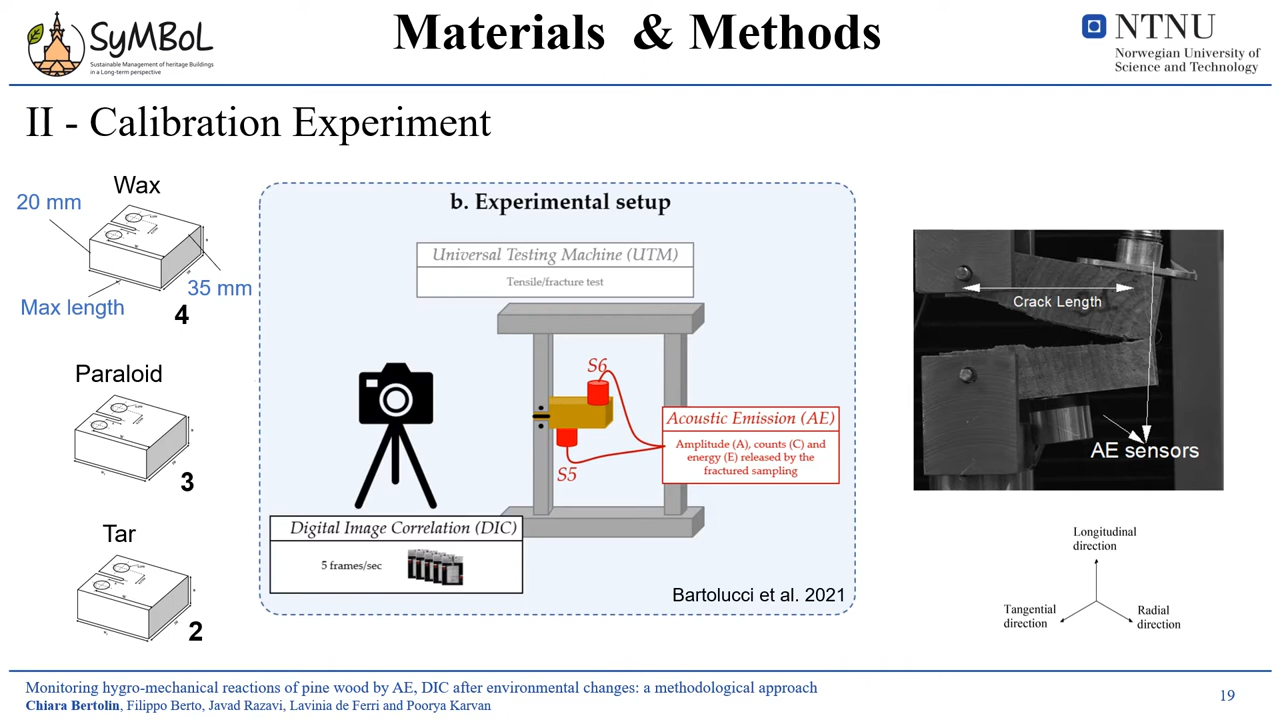 SyMBoL
Sustainable Management of heritage Buildings
in a Long-term perspective
Materials & Methods
NTNU
Norwegian University of
Science and Technology
II - Calibration Experiment
Wax
20 mm
35 mm
Max length
4
Paraloid
3
Tar
2
b. Experimental setup
Universal Testing Machine (UTM)
Tensile/fracture test
S6
S5
Acoustic Emission (AE)
Amplitude (A), counts (C) and
energy (E) released by the
fractured sampling
Digital Image Correlation (DIC)
5 frames/sec
Bartolucci et al. 2021
Crack Length
AE sensors
Longitudinal
direction
Tangential
direction
Radial
direction
Monitoring hygro-mechanical reactions of pine wood by AE, DIC after environmental changes: a methodological approach
Chiara Bertolin, Filippo Berto, Javad Razavi, Lavinia de Ferri and Poorya Karvan
19